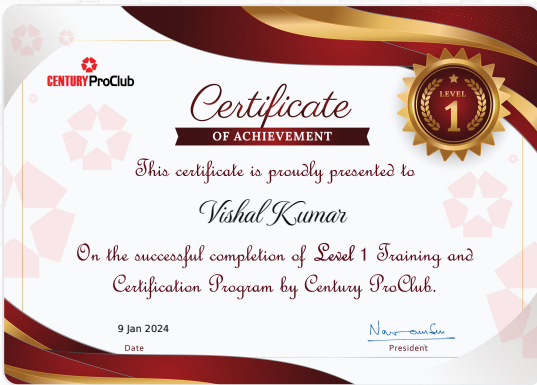 CENTURY ProClub
LEVEL
1
Certificate
OF ACHIEVEMENT
This certificate is proudly presented to
Vishal Kumar
On the successful completion of Level 1 Training and
Certification Program by Century ProClub.
9 Jan 2024
Date
President